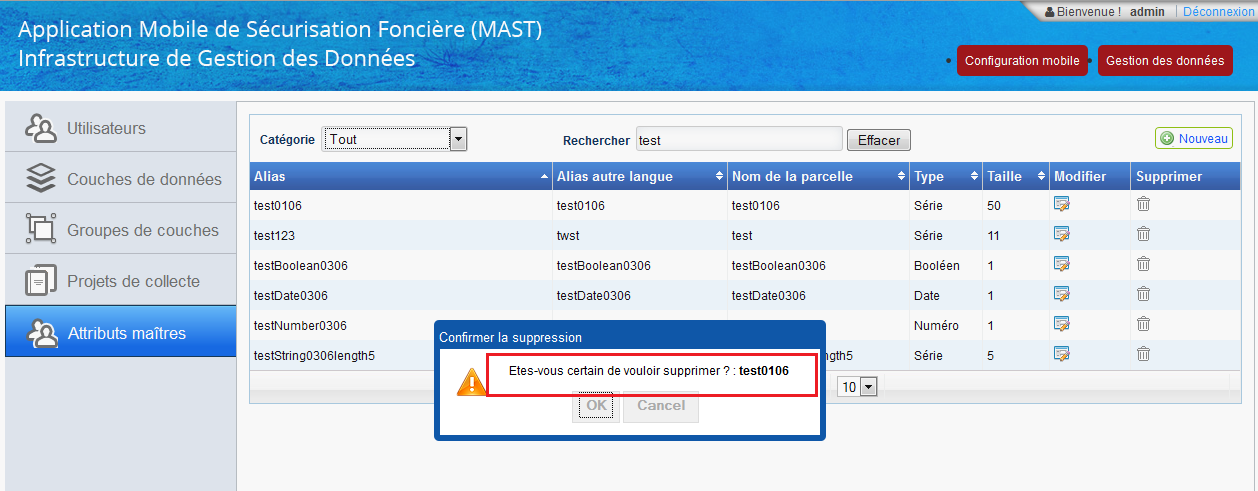 Bienvenue ! admin | Déconnexion
Application Mobile de Sécurisation Foncière (MAST)
Infrastructure de Gestion des Données
Configuration mobile
Gestion des données
Utilisateurs
Couches de données
Groupes de couches
Projets de collecte
Attributs maîtres
Catégorie Tout Rechercher test Effacer Nouveau
Alias Alias autre langue Nom de la parcelle Type Taille Modifier Supprimer
test0106 test0106 test0106 Série 50
test123 twst test Série 11
testBoolean0306 testBoolean0306 testBoolean0306 Booléen 1
testDate0306 testDate0306 testDate0306 Date 1
testNumber0306 Numéro 1
testString0306length5 ngth5 Série 5
10
Confirmer la suppression
Etes-vous certain de vouloir supprimer ? : test0106
OK Cancel